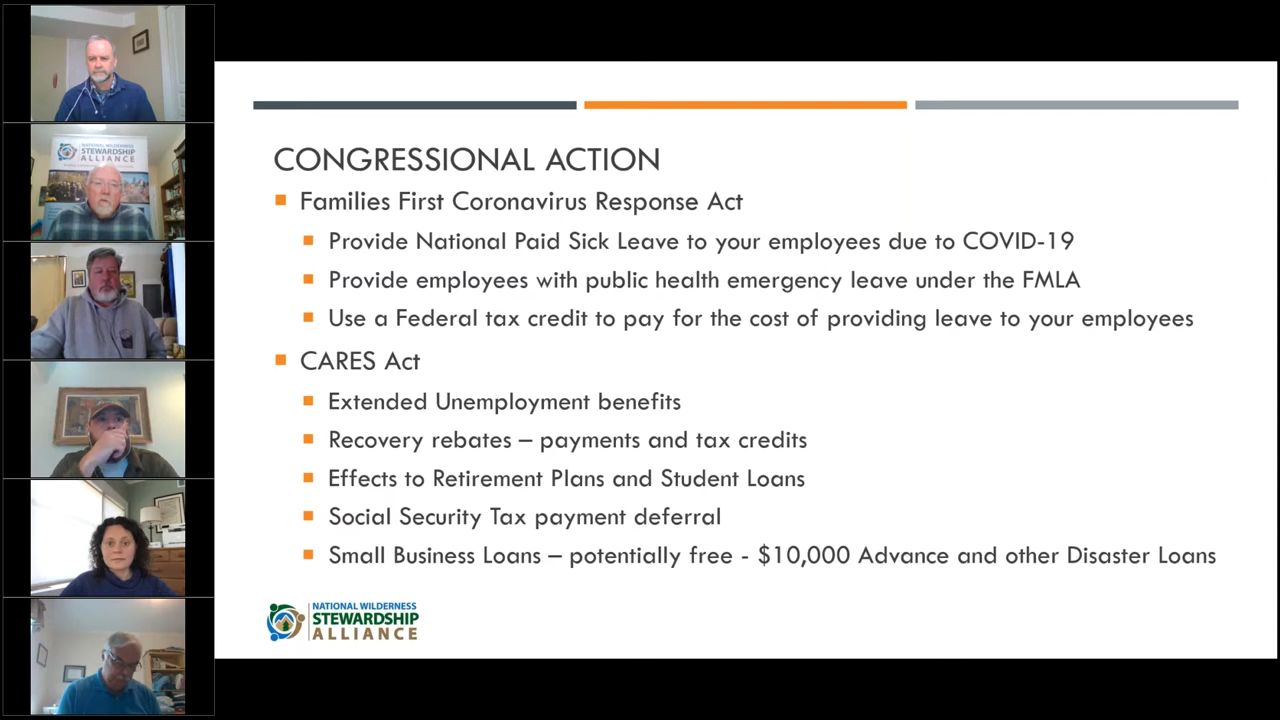 NATIONAL WILDERNESS
STEWARDSHIP
ALLIANCE
CONGRESSIONAL ACTION
Families First Coronavirus Response Act
Provide National Paid Sick Leave to your employees due to COVID-19
Provide employees with public health emergency leave under the FMLA
Use a Federal tax credit to pay for the cost of providing leave to your employees
CARES Act
Extended Unemployment benefits
Recovery rebates – payments and tax credits
Effects to Retirement Plans and Student Loans
Social Security Tax payment deferral
Small Business Loans – potentially free - $10,000 Advance and other Disaster Loans
NATIONAL WILDERNESS
STEWARDSHIP
ALLIANCE